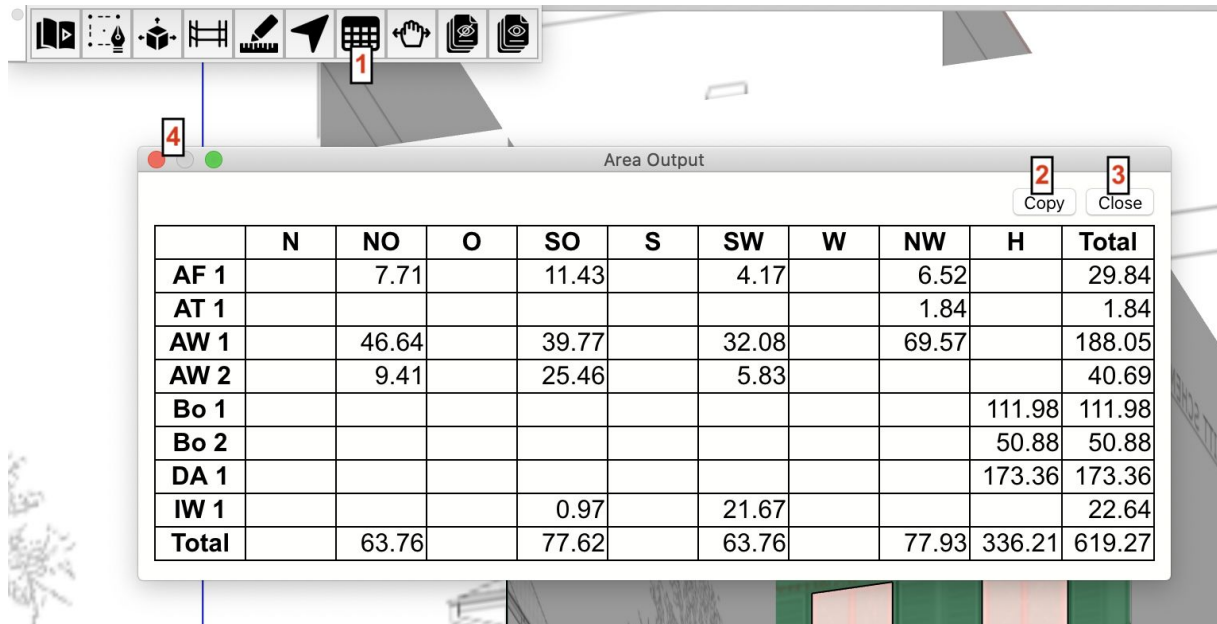 1
4
Area Output
2 3
Copy Close
N NO O SO S SW W NW H Total
AF 1 7.71 11.43 4.17 6.52 29.84
AT 1 1.84 1.84
AW 1 46.64 39.77 32.08 69.57 188.05
AW 2 9.41 25.46 5.83 40.69
Bo 1 111.98 111.98
Bo 2 50.88 50.88
DA 1 173.36 173.36
IW 1 0.97 21.67 22.64
Total 63.76 77.62 63.76 77.93 336.21 619.27